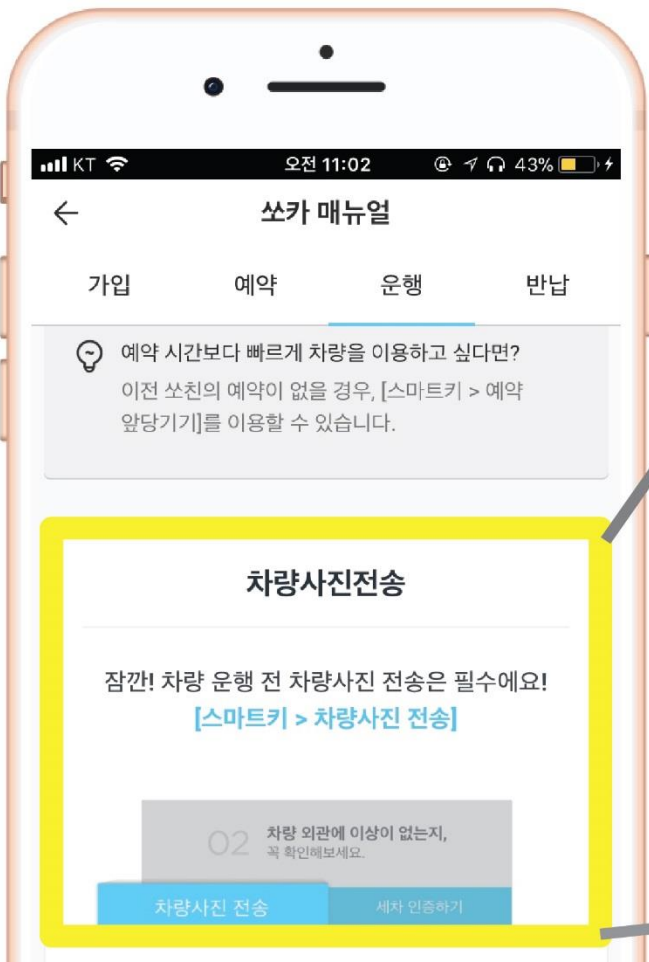 KT 오전 11:02 43%
쏘카 매뉴얼
가입 예약 운행 반납
예약 시간보다 빠르게 차량을 이용하고 싶다면?
이전 쏘친의 예약이 없을 경우, [스마트키 > 예약
앞당기기]를 이용할 수 있습니다.
차량사진전송
잠깐! 차량 운행 전 차량사진 전송은 필수에요!
[스마트키 > 차량사진 전송]
02 차량 외관에 이상이 없는지,
꼭 확인해보세요.
차량사진 전송 세차 인증하기